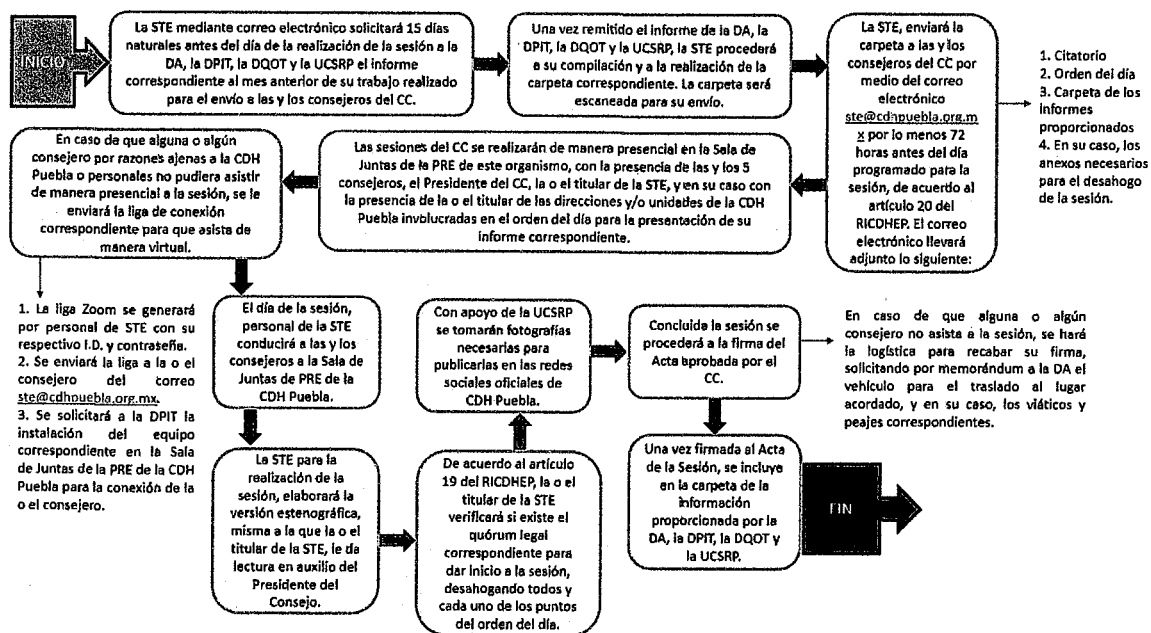 INICIO
La STE mediante correo electrónico solicitará 15 días
naturales antes del día de la realización de la sesión a la
DA, la DPIT, la DQOT y la UCSRP el informe
correspondiente al mes anterior de su trabajo realizado
para el envío a las y los consejeros del CC.
Una vez remitido el informe de la DA, la
DPIT, la DQOT y la UCSRP, la STE procederá
a su compilación y a la realización de la
carpeta correspondiente. La carpeta será
escaneada para su envío.
La STE, enviará la
carpeta a las y los
consejeros del CC por
medio del correo
electrónico
ste@cdhpuebla.org.m
x por lo menos 72
horas antes del día
programado para la
sesión, de acuerdo al
artículo 20 del
RICDHEP. El correo
electrónico llevará
adjunto lo siguiente:
1. Citatorio
2. Orden del día
3. Carpeta de los
informes
proporcionados
4. En su caso, los
anexos necesarios
para el desahogo
de la sesión.
Las sesiones del CC se realizarán de manera presencial en la Sala de
Juntas de la PRE de este organismo, con la presencia de las y los 5
consejeros, el Presidente del CC, la o el titular de la STE, y en su caso con
la presencia de la o el titular de las direcciones y/o unidades de la CDH
Puebla involucradas en el orden del día para la presentación de su
informe correspondiente.
En caso de que alguna o algún
consejero por razones ajenas a la CDH
Puebla o personales no pudiera asistir
de manera presencial a la sesión, se le
enviará la liga de conexión
correspondiente para que asista de
manera virtual.
1. La liga Zoom se generará
por personal de STE con su
respectivo I.D. y contraseña.
2. Se enviará la liga a la o el
consejero del correo
ste@cdhpuebla.org.mx.
3. Se solicitará a la DPIT la
instalación del equipo
correspondiente en la Sala
de Juntas de la PRE de la CDH
Puebla para la conexión de la
o el consejero.
El día de la sesión,
personal de la STE
conducirá a las y los
consejeros a la Sala de
Juntas de PRE de la
CDH Puebla.
La STE para la
realización de la
sesión, elaborará la
versión estenográfica,
misma a la que la o el
titular de la STE, le da
lectura en auxilio del
Presidente del
Consejo.
De acuerdo al artículo
19 del RICDHEP, la o el
titular de la STE
verificará si existe el
quórum legal
correspondiente para
dar inicio a la sesión,
desahogando todos y
cada uno de los puntos
del orden del día.
Con apoyo de la UCSRP
se tomarán fotografías
necesarias para
publicarlas en las redes
sociales oficiales de
CDH Puebla.
Concluida la sesión se
procederá a la firma del
Acta aprobada por el
CC.
En caso de que alguna o algún
consejero no asista a la sesión, se hará
la logística para recabar su firma,
solicitando por memorándum a la DA el
vehículo para el traslado al lugar
acordado, y en su caso, los viáticos y
peajes correspondientes.
Una vez firmada al Acta
de la Sesión, se incluye
en la carpeta de la
información
proporcionada por la
DA, la DPIT, la DQOT y
la UCSRP.
FIN